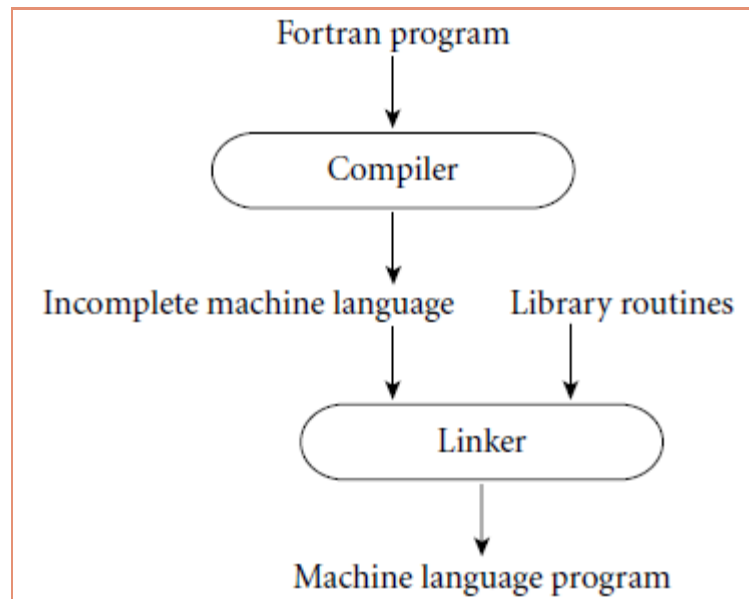 Fortran program
Compiler
Incomplete machine language
Library routines
Linker
Machine language program